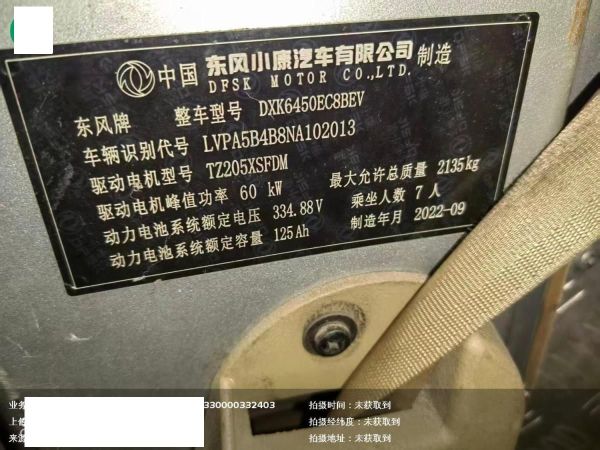 中国 东风小康汽车有限公司 制造
DFSK MOTOR CO.,LTD.
东风牌 整车型号 DXK6450EC8BEV
车辆识别代号 LVPA5B4B8NA102013
驱动电机型号 TZ205XSFDM
驱动电机峰值功率 60 kW 最大允许总质量 2135kg
动力电池系统额定电压 334.88V 乘坐人数 7 人
动力电池系统额定容量 125Ah 制造年月 2022-09
业务 330000332403 拍摄时间：未获取到
上传 拍摄经纬度：未获取到
来源 拍摄地址：未获取到